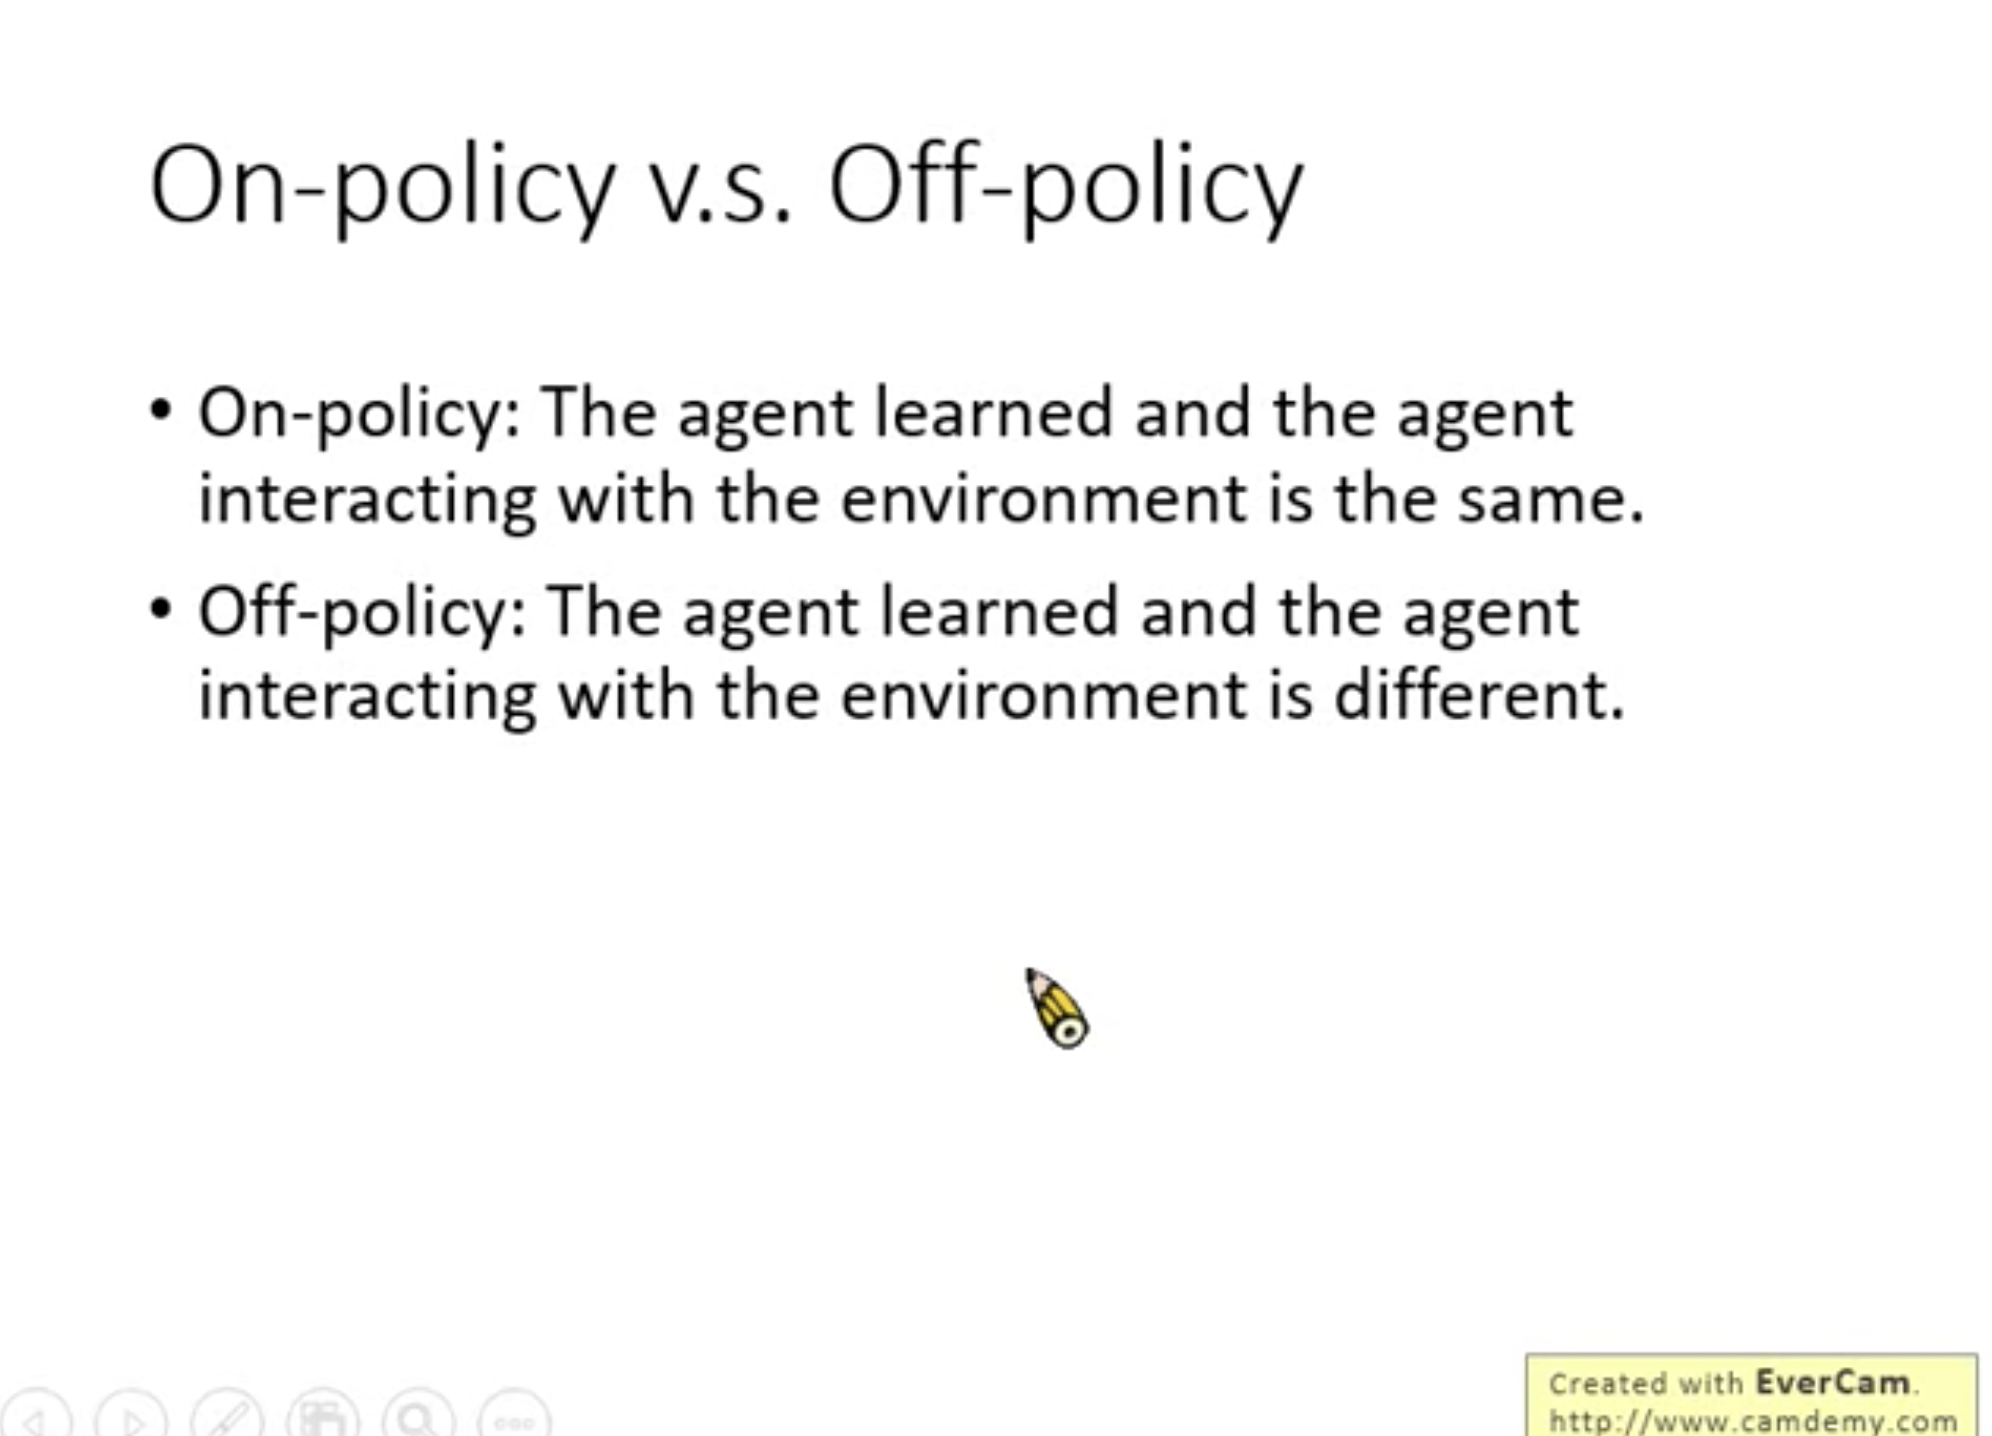 On-policy v.s. Off-policy
• On-policy: The agent learned and the agent
interacting with the environment is the same.
• Off-policy: The agent learned and the agent
interacting with the environment is different.
Created with EverCam.
http://www.camdemy.com